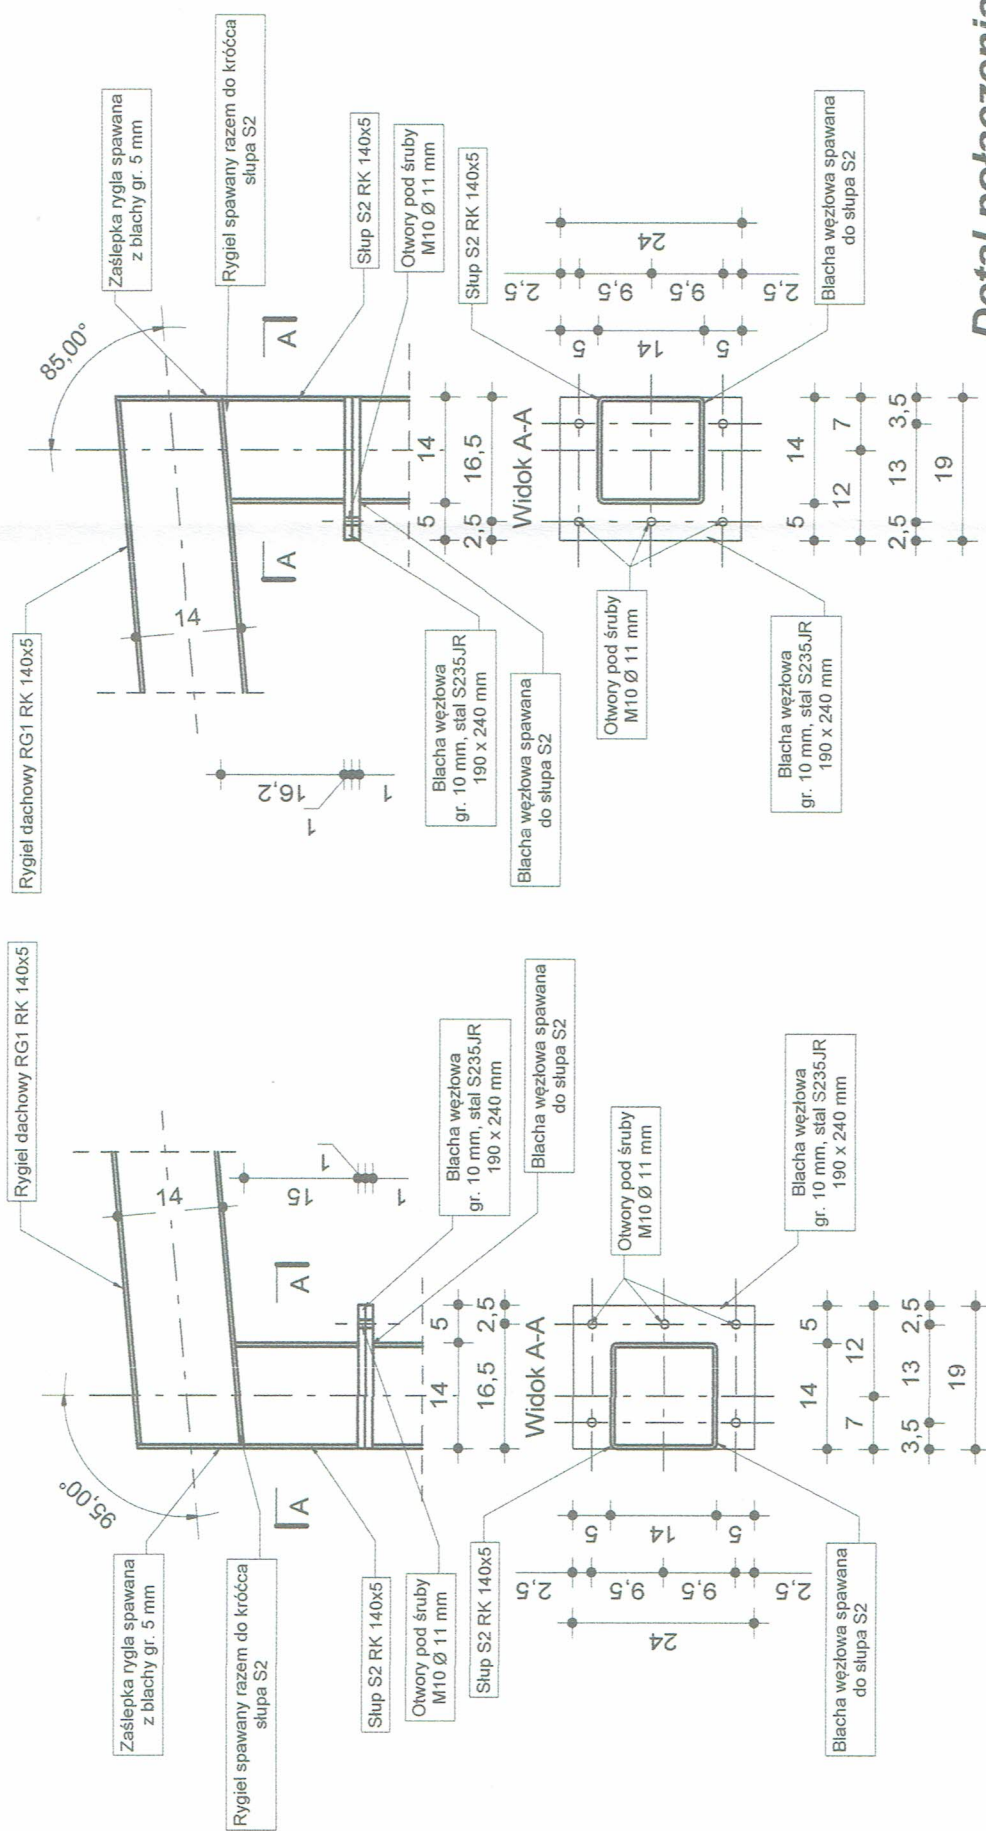 Rygiel dachowy RG1 RK 140x5
Zaślepka rygla spawana
z blachy gr. 5 mm
95,00°
14
Rygiel spawany razem do króćca
słupa S2
A
A
15
1
1
Słup S2 RK 140x5
Otwory pod śruby
M10 Ø 11 mm
Blacha węzłowa
gr. 10 mm, stal S235JR
190 x 240 mm
Blacha węzłowa spawana
do słupa S2
14
5
16,5
2,5
Widok A-A
Słup S2 RK 140x5
Otwory pod śruby
M10 Ø 11 mm
2,5
9,5
9,5
2,5
5
14
5
24
Blacha węzłowa
gr. 10 mm, stal S235JR
190 x 240 mm
Blacha węzłowa spawana
do słupa S2
14
5
7
12
3,5
13
2,5
19
Rygiel dachowy RG1 RK 140x5
85,00°
Zaślepka rygla spawana
z blachy gr. 5 mm
14
Rygiel spawany razem do króćca
słupa S2
A
A
16,2
1
1
Słup S2 RK 140x5
Otwory pod śruby
M10 Ø 11 mm
Blacha węzłowa
gr. 10 mm, stal S235JR
190 x 240 mm
Blacha węzłowa spawana
do słupa S2
5
14
2,5
16,5
Widok A-A
Słup S2 RK 140x5
Otwory pod śruby
M10 Ø 11 mm
5
14
5
2,5
9,5
9,5
2,5
24
Blacha węzłowa
gr. 10 mm, stal S235JR
190 x 240 mm
Blacha węzłowa spawana
do słupa S2
5
14
12
7
2,5
13
3,5
19
Detal połączenia